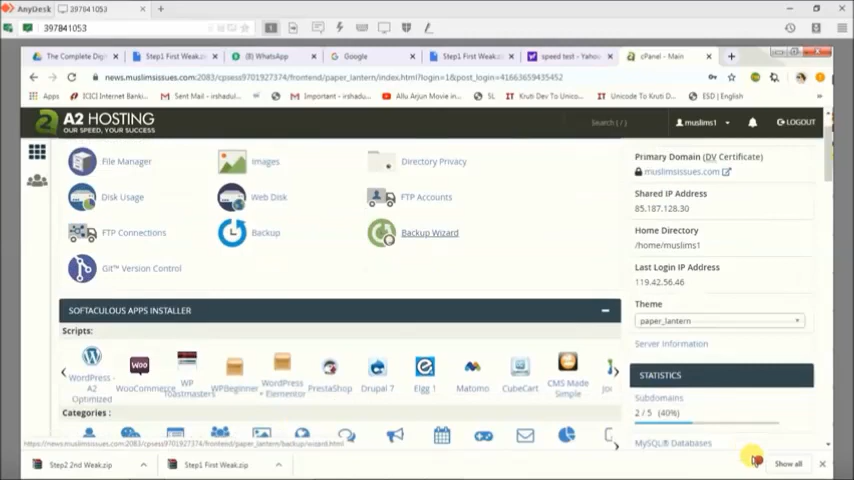 AnyDesk
397841053
397841053
The Complete Dig
Step1 First Weak.zip
WhatsApp
Google
Step1 First Weak.zip
speed test - Yahoo
cPanel - Main
news.muslimsissues.com:2083/cpsess9701927374/frontend/paper_lantern/index.html?login=1&post_login=41663659435452
Apps
ICICI Internet Banki...
Sent Mail - irshadul...
Important - irshadu...
Allu Arjun Movie in...
SL
Kruti Dev To Unico...
Unicode To Kruti D...
ESD | English
A2 HOSTING
OUR SPEED, YOUR SUCCESS
Search ( / )
muslims1
LOGOUT
File Manager
Images
Directory Privacy
Disk Usage
Web Disk
FTP Accounts
FTP Connections
Backup
Backup Wizard
Git™ Version Control
Primary Domain (DV Certificate)
muslimsissues.com
Shared IP Address
85.187.128.30
Home Directory
/home/muslims1
Last Login IP Address
119.42.56.46
Theme
paper_lantern
Server Information
SOFTACULOUS APPS INSTALLER
Scripts:
WordPress - A2 Optimized
WooCommerce
WP Toastmasters
WPBeginner
WordPress + Elementor
PrestaShop
Drupal 7
Elgg 1
Matomo
CubeCart
CMS Made Simple
Categories :
STATISTICS
Subdomains
2 / 5 (40%)
MySQL® Databases
https://news.muslimsissues.com:2083/cpsess9701927374/frontend/paper_lantern/backup/wizard.html
Step2 2nd Weak.zip
Step1 First Weak.zip
Show all